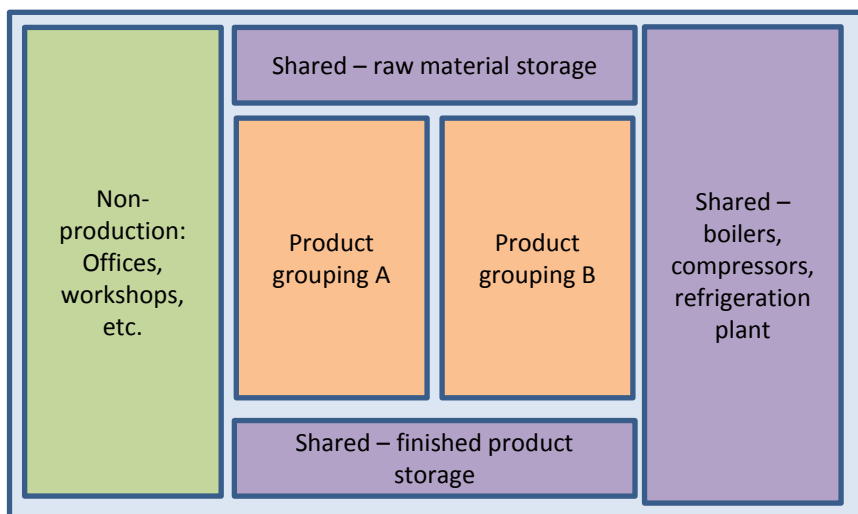 Non-
production:
Offices,
workshops,
etc.
Shared – raw material storage
Product
grouping A
Product
grouping B
Shared – finished product
storage
Shared –
boilers,
compressors,
refrigeration
plant